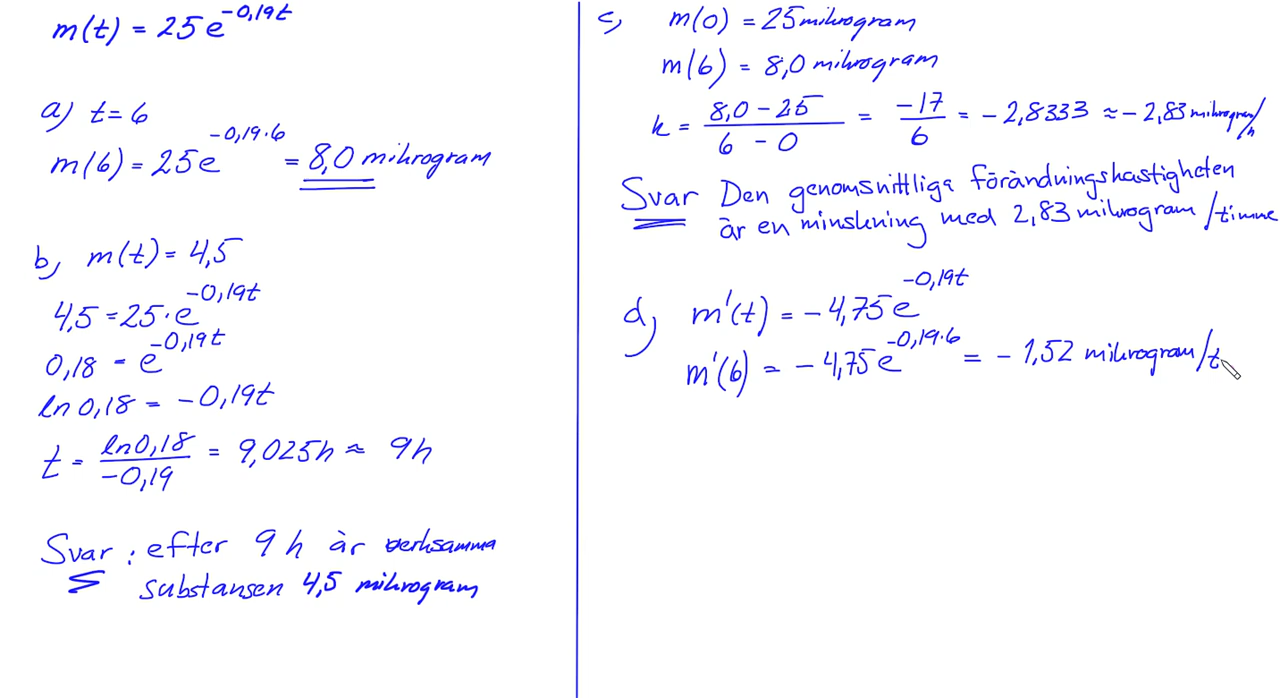 m(t) = 25e^-0,19t
a) t = 6
m(6) = 25e^-0,19·6 = 8,0 mikrogram
b) m(t) = 4,5
4,5 = 25·e^-0,19t
0,18 = e^-0,19t
ln 0,18 = -0,19t
t = ln0,18 / -0,19 = 9,025h ≈ 9h
Svar: efter 9h är verksamma
substansen 4,5 mikrogram
c) m(0) = 25 mikrogram
m(6) = 8,0 mikrogram
k = 8,0 - 25 / 6 - 0 = -17 / 6 = -2,8333 ≈ -2,83 mikrogram/h
Svar Den genomsnittliga förändningshastigheten
är en minskning med 2,83 mikrogram/timme
d) m'(t) = -4,75e^-0,19t
m'(6) = -4,75e^-0,19·6 = -1,52 mikrogram/t